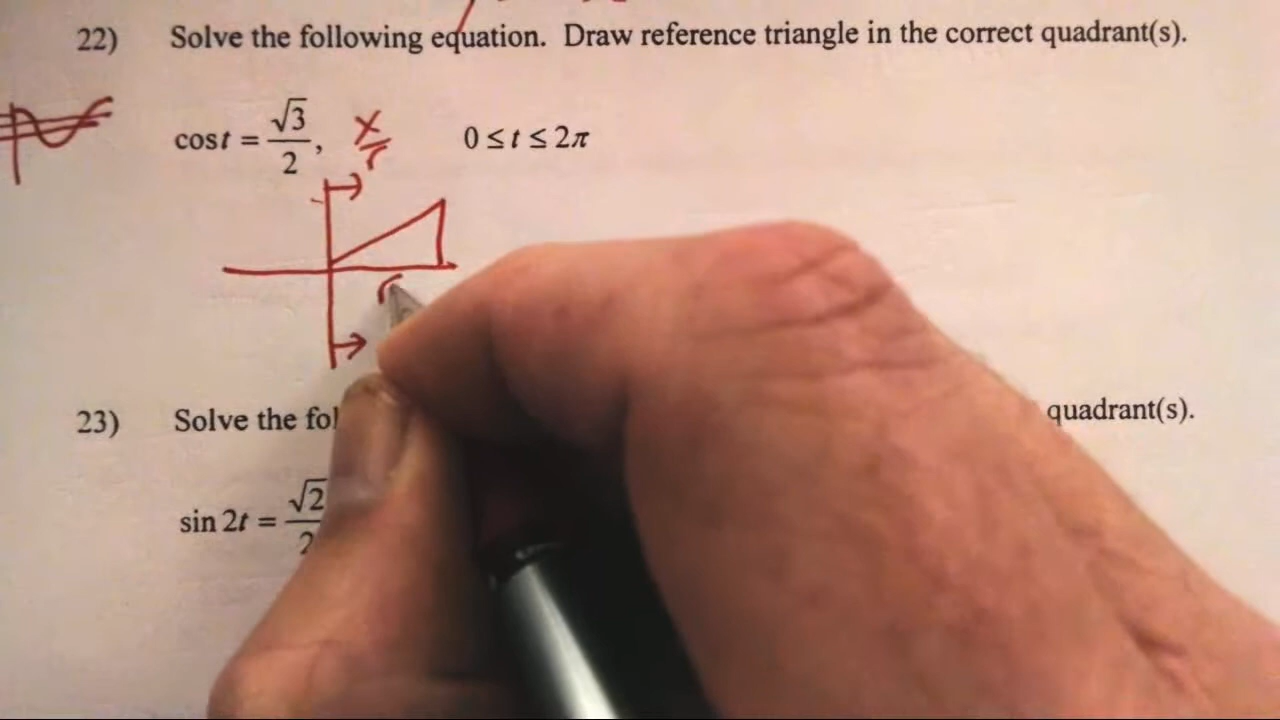 22) Solve the following equation. Draw reference triangle in the correct quadrant(s).
cos t = √3/2, x/r 0 ≤ t ≤ 2π
23) Solve the fol quadrant(s).
sin 2t = √2/2